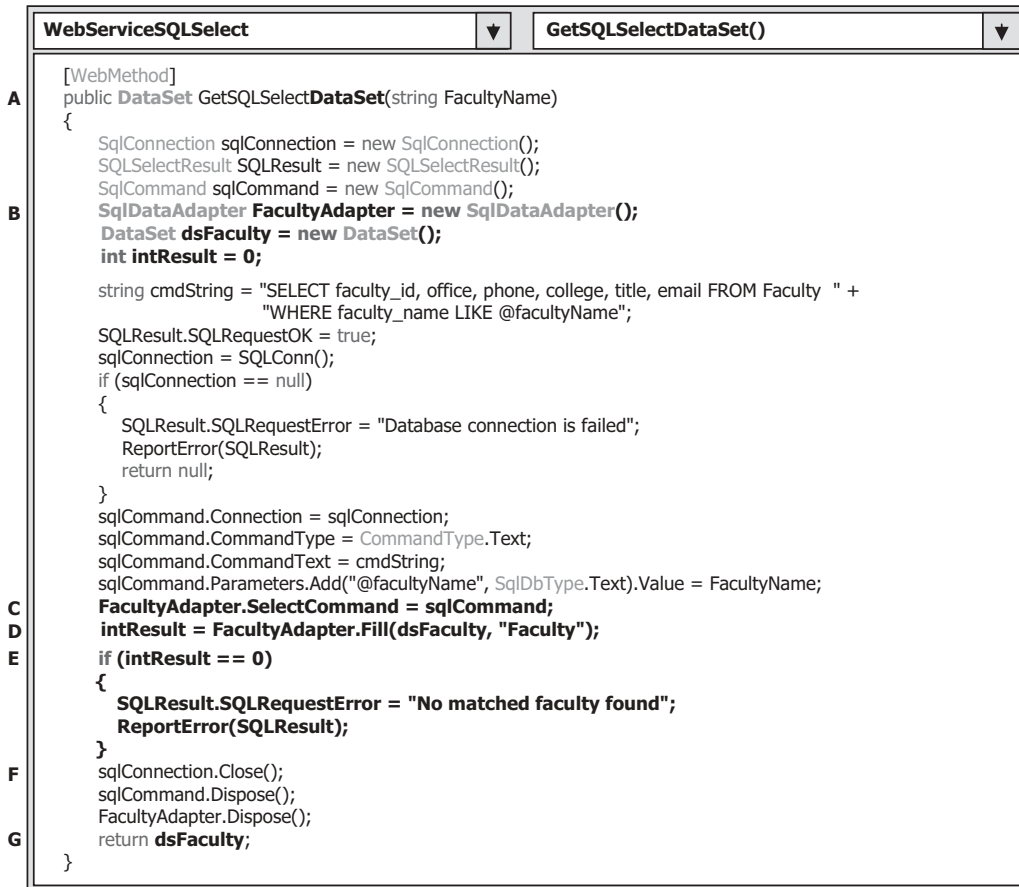 WebServiceSQLSelect GetSQLSelectDataSet()
[WebMethod]
A public DataSet GetSQLSelectDataSet(string FacultyName)
{
SqlConnection sqlConnection = new SqlConnection();
SQLSelectResult SQLResult = new SQLSelectResult();
SqlCommand sqlCommand = new SqlCommand();
B SqlDataAdapter FacultyAdapter = new SqlDataAdapter();
DataSet dsFaculty = new DataSet();
int intResult = 0;
string cmdString = "SELECT faculty_id, office, phone, college, title, email FROM Faculty " +
"WHERE faculty_name LIKE @facultyName";
SQLResult.SQLRequestOK = true;
sqlConnection = SQLConn();
if (sqlConnection == null)
{
SQLResult.SQLRequestError = "Database connection is failed";
ReportError(SQLResult);
return null;
}
sqlCommand.Connection = sqlConnection;
sqlCommand.CommandType = CommandType.Text;
sqlCommand.CommandText = cmdString;
sqlCommand.Parameters.Add("@facultyName", SqlDbType.Text).Value = FacultyName;
C FacultyAdapter.SelectCommand = sqlCommand;
D intResult = FacultyAdapter.Fill(dsFaculty, "Faculty");
E if (intResult == 0)
{
SQLResult.SQLRequestError = "No matched faculty found";
ReportError(SQLResult);
}
F sqlConnection.Close();
sqlCommand.Dispose();
FacultyAdapter.Dispose();
G return dsFaculty;
}